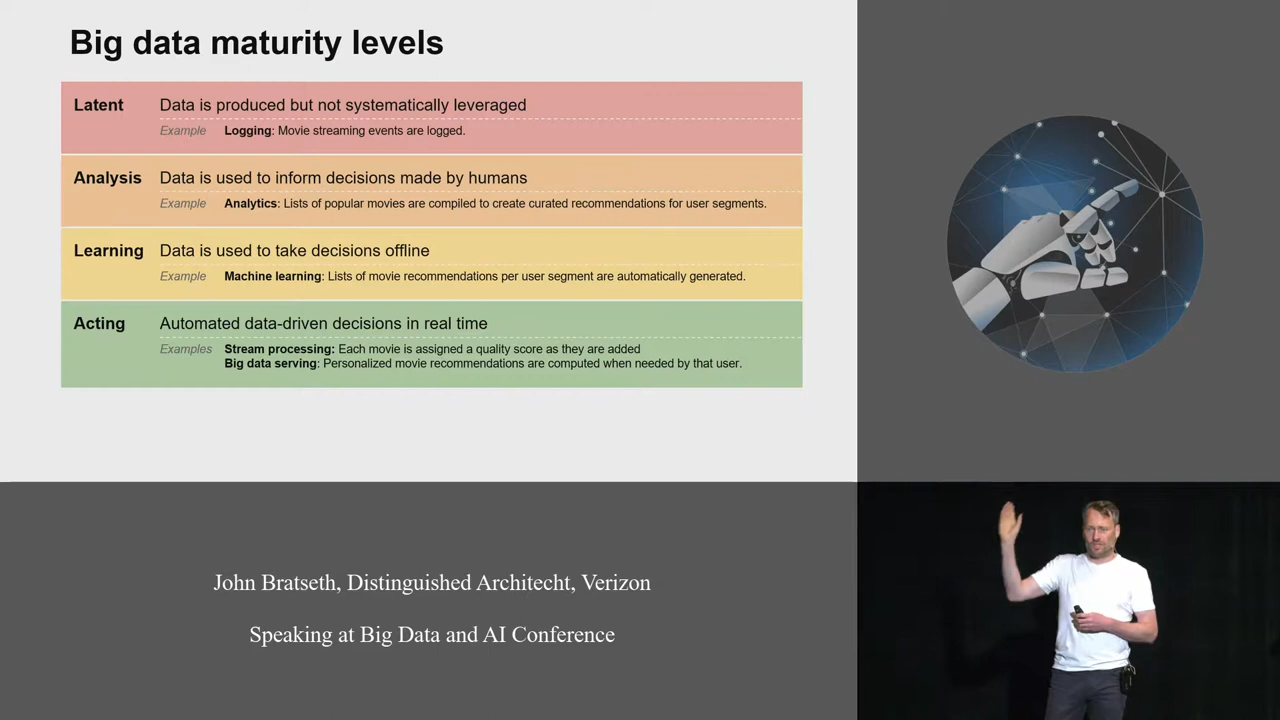 Big data maturity levels
Latent Data is produced but not systematically leveraged
Example Logging: Movie streaming events are logged.
Analysis Data is used to inform decisions made by humans
Example Analytics: Lists of popular movies are compiled to create curated recommendations for user segments.
Learning Data is used to take decisions offline
Example Machine learning: Lists of movie recommendations per user segment are automatically generated.
Acting Automated data-driven decisions in real time
Examples Stream processing: Each movie is assigned a quality score as they are added
Big data serving: Personalized movie recommendations are computed when needed by that user.
John Bratseth, Distinguished Architecht, Verizon
Speaking at Big Data and AI Conference